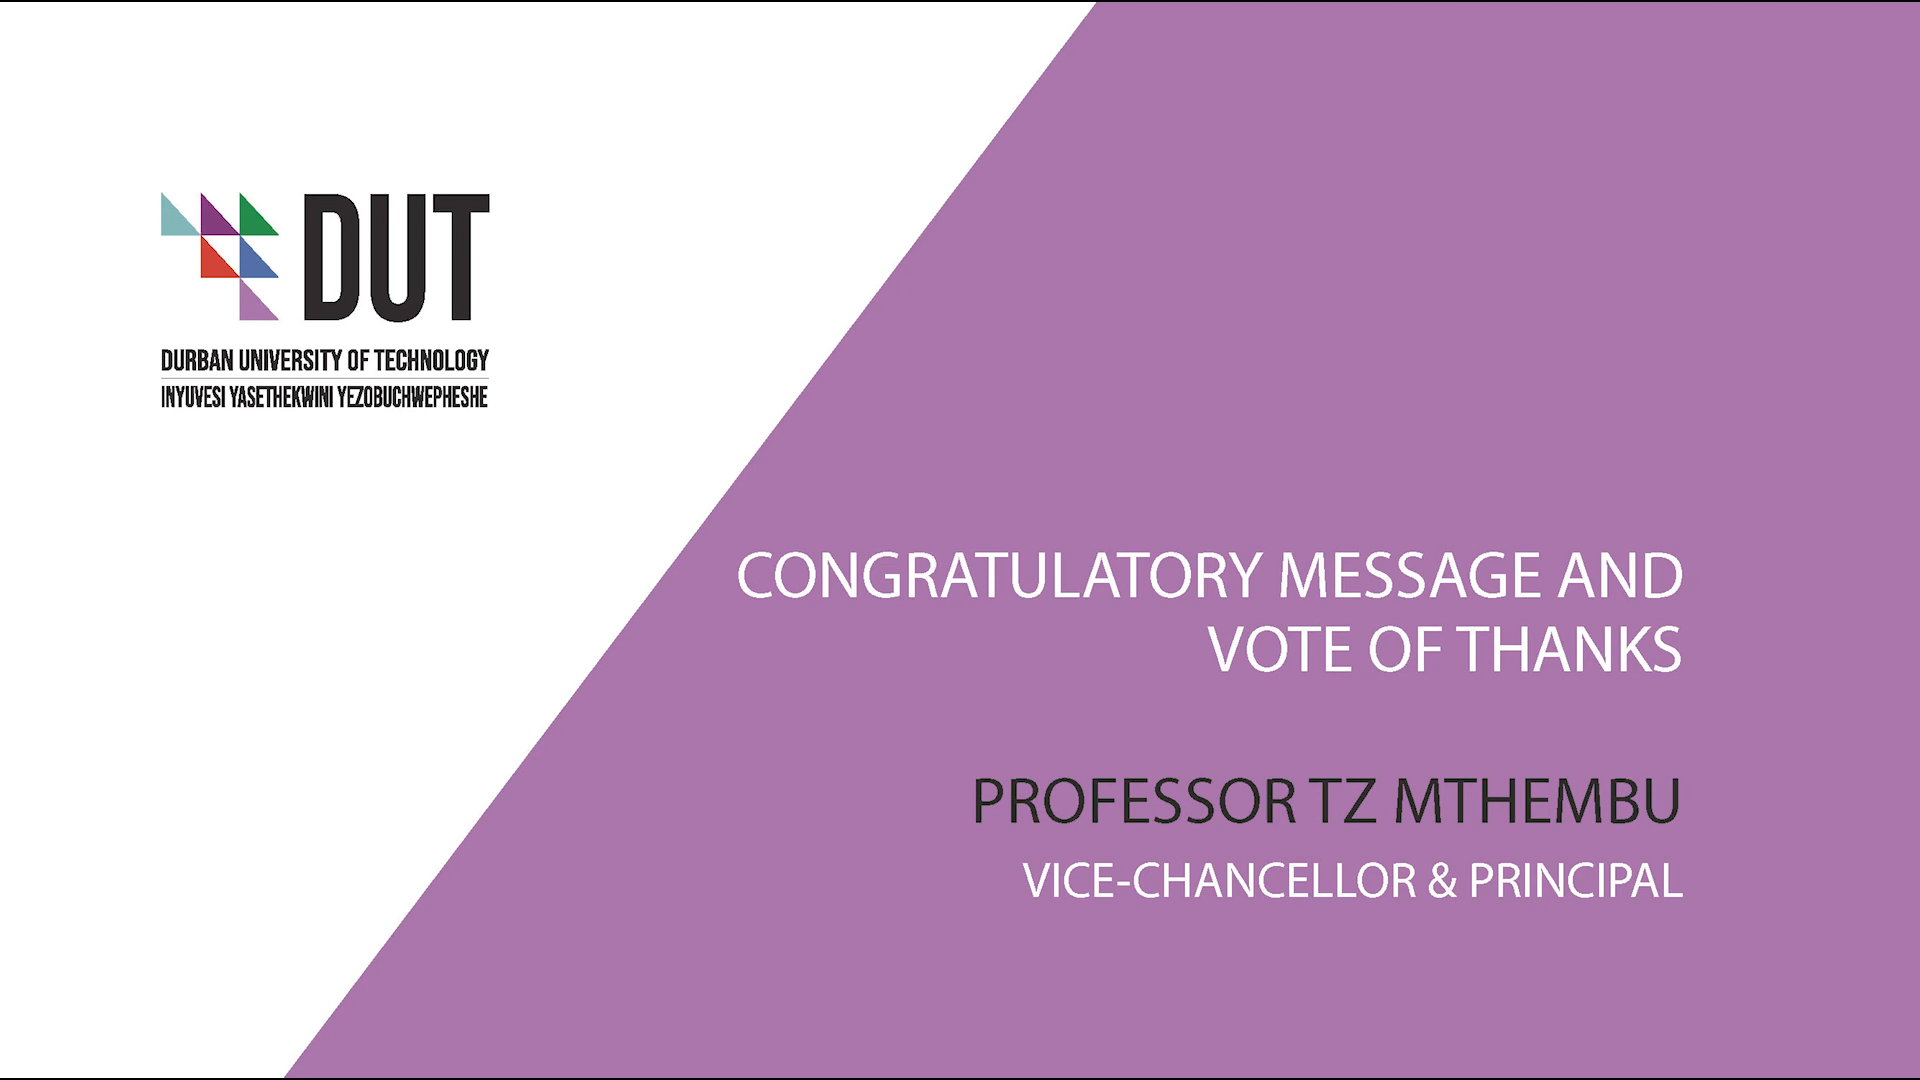 DUT
DURBAN UNIVERSITY OF TECHNOLOGY
INYUVESI YASETHEKWINI YEZOBUCHWEPHESHE
CONGRATULATORY MESSAGE AND
VOTE OF THANKS
PROFESSOR TZ MTHEMBU
VICE-CHANCELLOR & PRINCIPAL